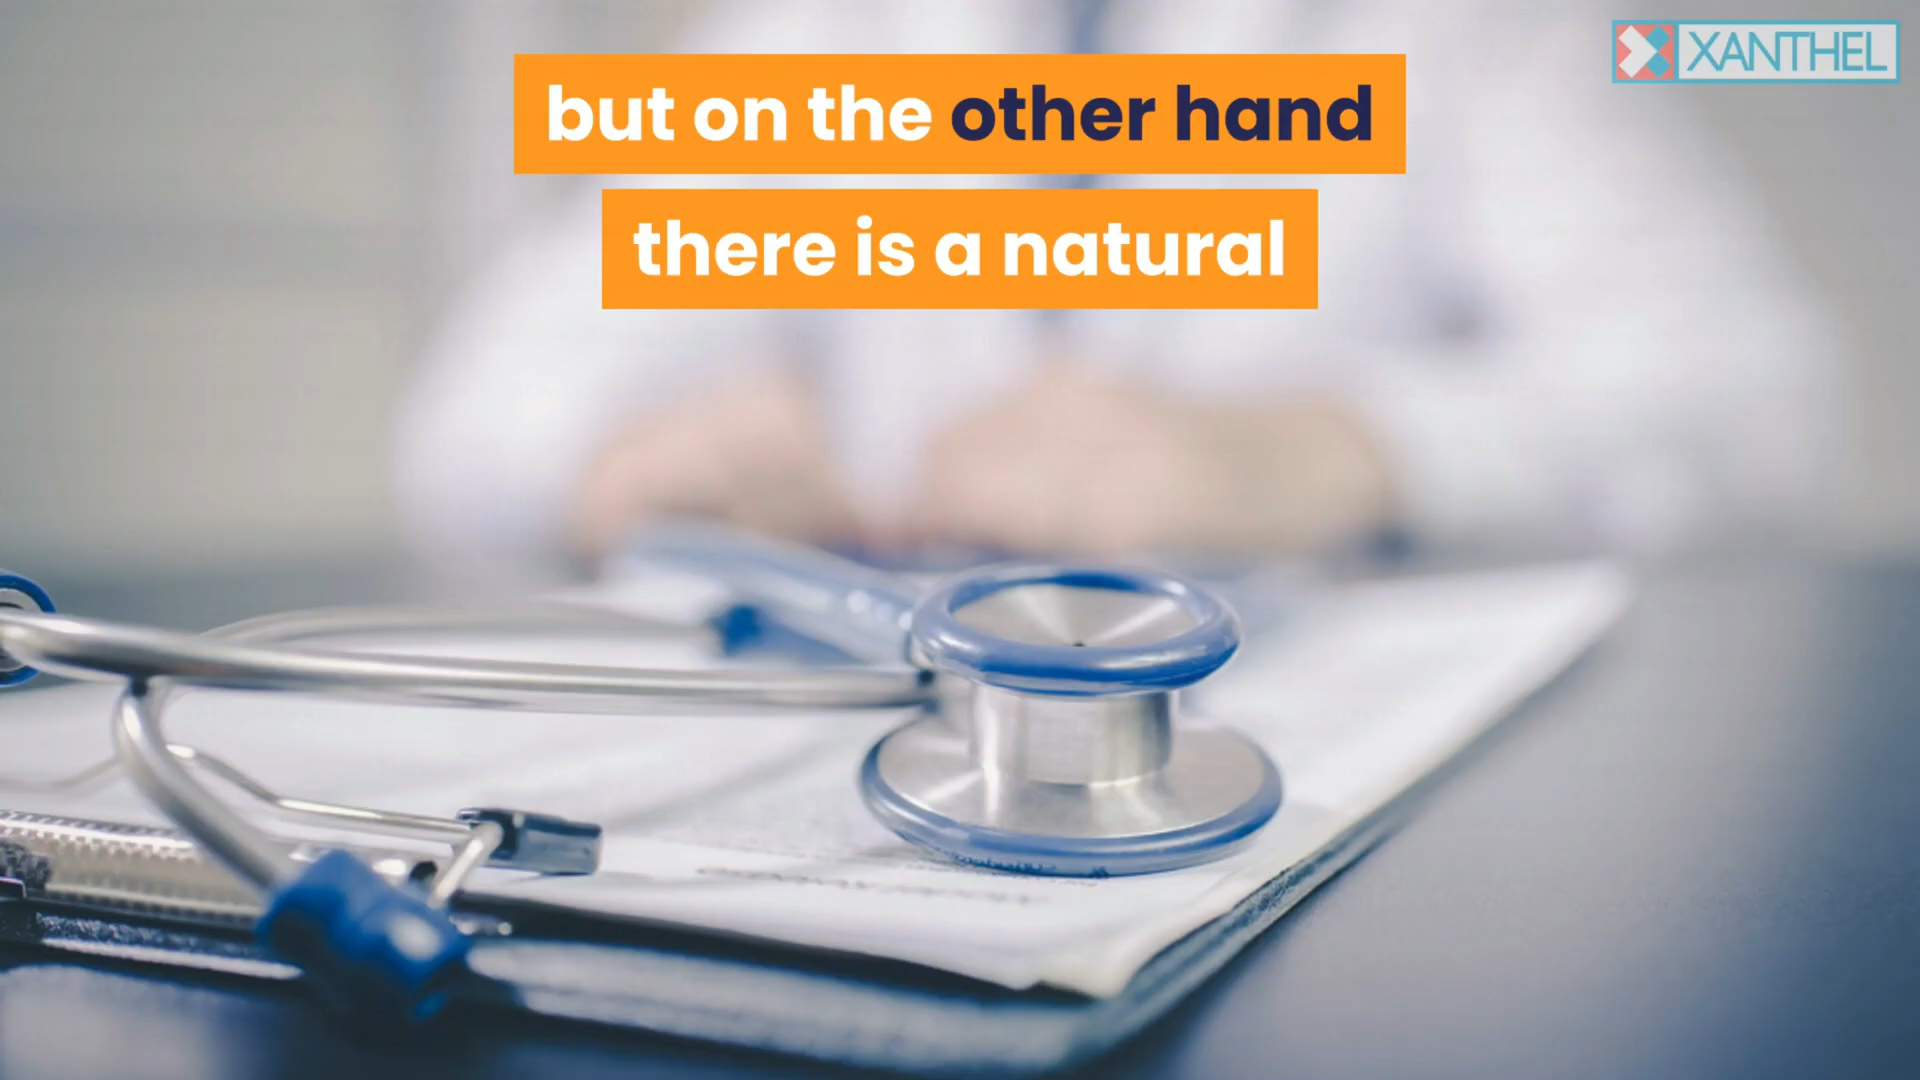 XANTHEL
but on the other hand
there is a natural